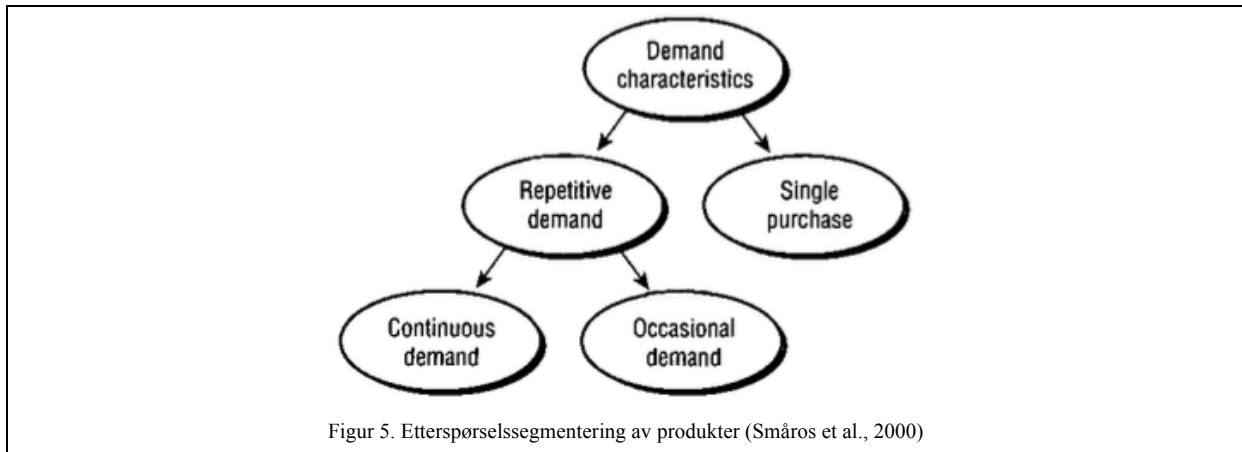 Demand
characteristics
Repetitive
demand
Single
purchase
Continuous
demand
Occasional
demand
Figur 5. Etterspørselssegmentering av produkter (Småros et al., 2000)